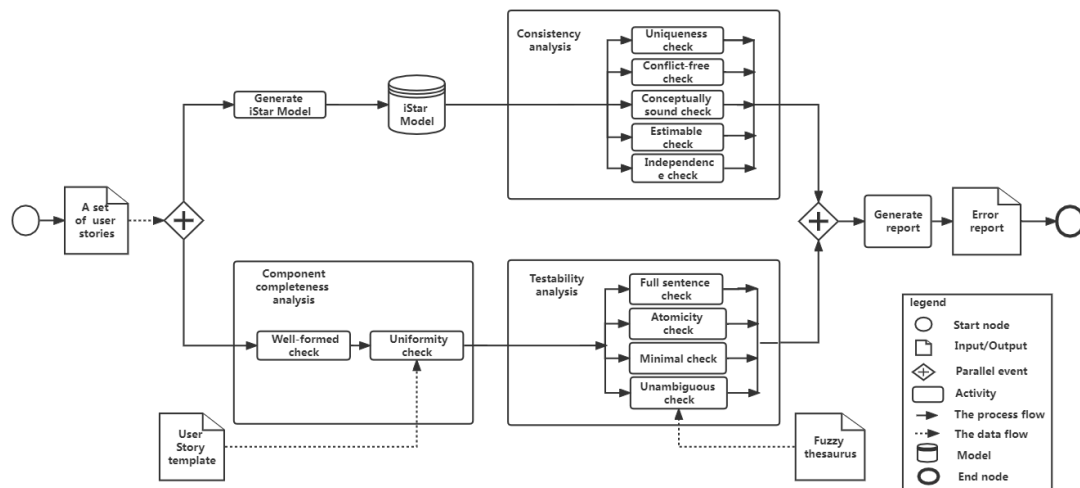 Consistency
analysis
Uniqueness
check
Conflict-free
check
Conceptually
sound check
Estimable
check
Independenc
e check
Generate
iStar Model
iStar
Model
A set
of user
stories
Generate
report
Error
report
Component
completeness
analysis
Well-formed
check
Uniformity
check
Testability
analysis
Full sentence
check
Atomicity
check
Minimal check
Unambiguous
check
User
Story
template
Fuzzy
thesaurus
legend
Start node
Input/Output
Parallel event
Activity
The process flow
The data flow
Model
End node